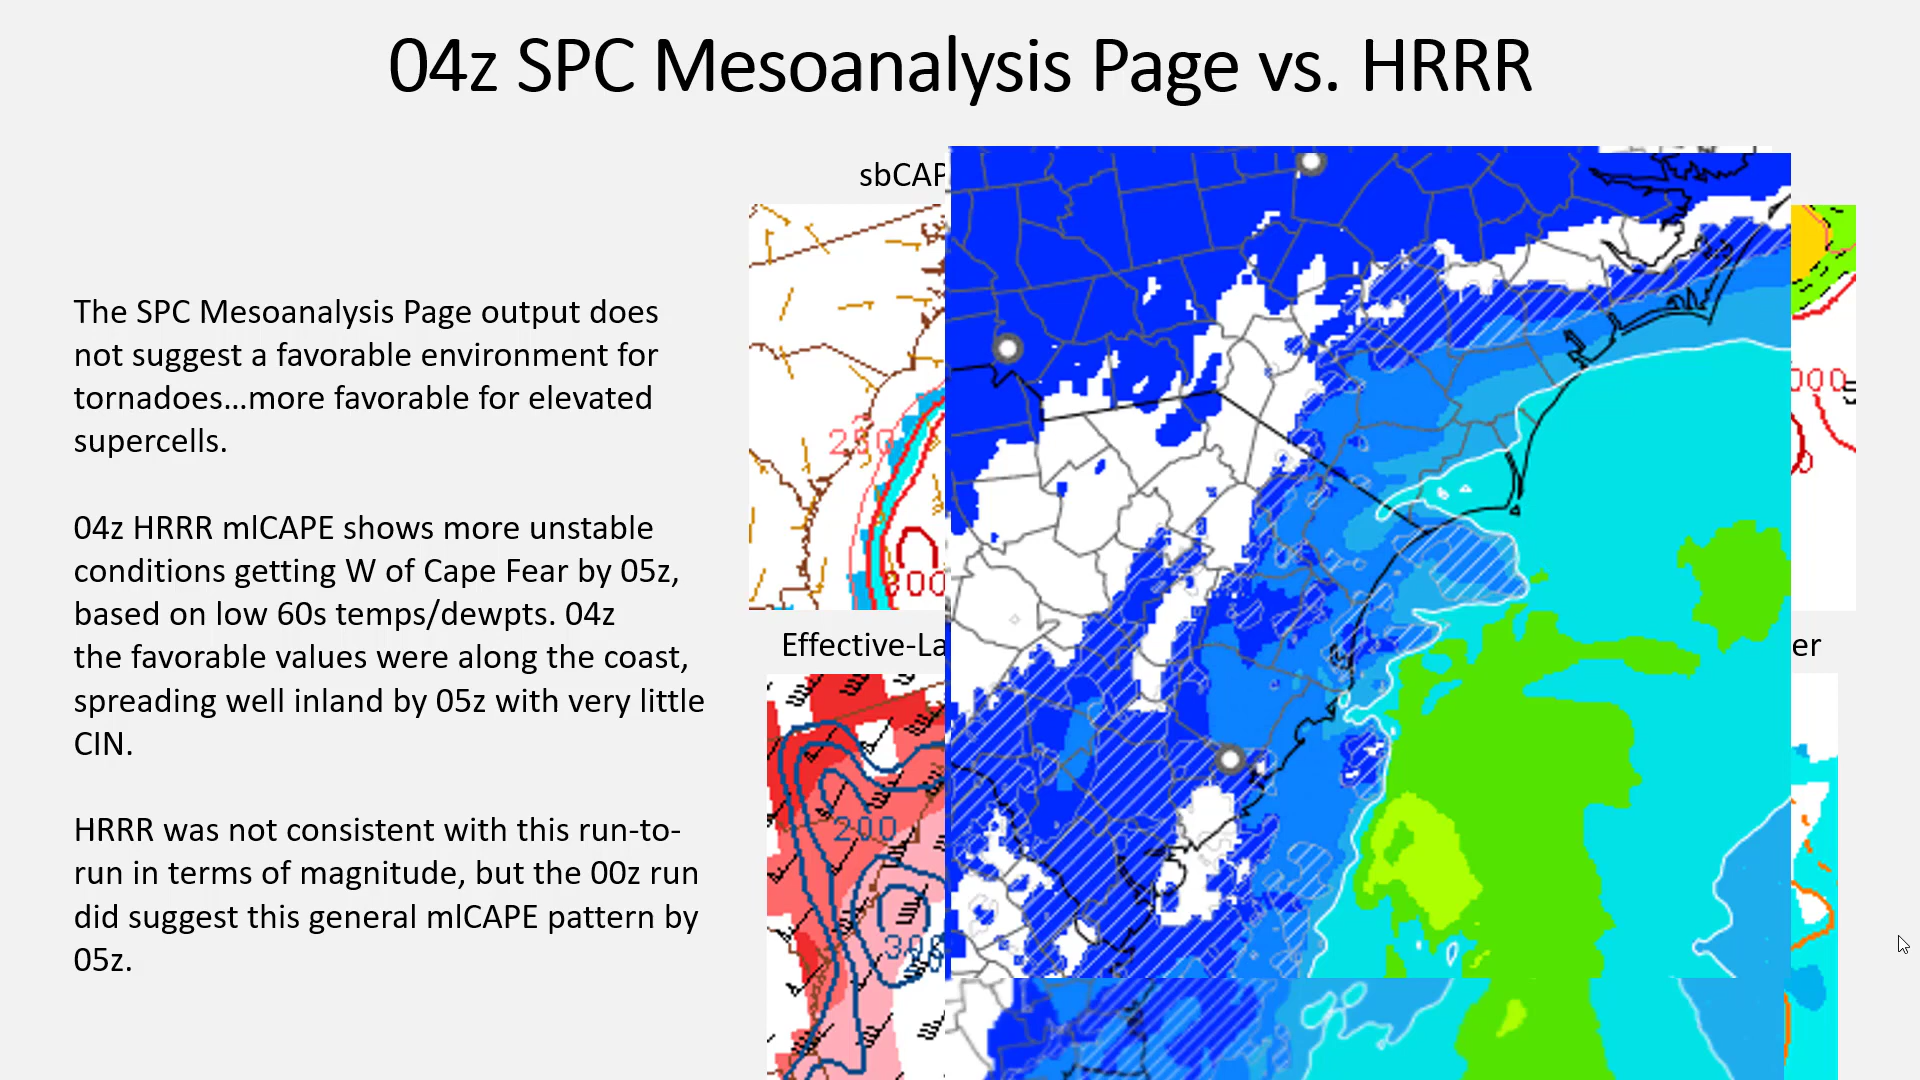 04z SPC Mesoanalysis Page vs. HRRR
sbCAP
The SPC Mesoanalysis Page output does
not suggest a favorable environment for
tornadoes...more favorable for elevated
supercells.
04z HRRR mlCAPE shows more unstable
conditions getting W of Cape Fear by 05z,
based on low 60s temps/dewpts. 04z
the favorable values were along the coast,
spreading well inland by 05z with very little
CIN.
HRRR was not consistent with this run-to-
run in terms of magnitude, but the 00z run
did suggest this general mlCAPE pattern by
05z.
250
Effective-La
er
200
300